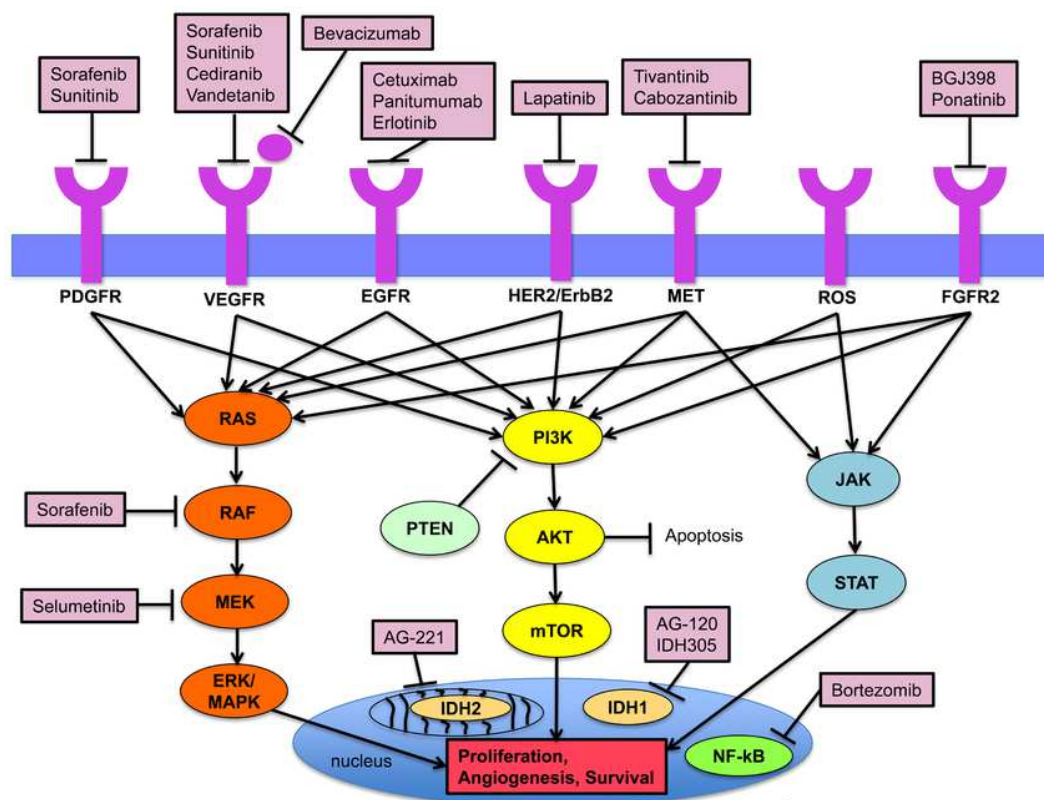 Sorafenib
Sunitinib
Sorafenib
Sunitinib
Cediranib
Vandetanib
Bevacizumab
Cetuximab
Panitumumab
Erlotinib
Lapatinib
Tivantinib
Cabozantinib
BGJ398
Ponatinib
PDGFR
VEGFR
EGFR
HER2/ErbB2
MET
ROS
FGFR2
RAS
PI3K
JAK
Sorafenib
RAF
PTEN
AKT
Apoptosis
STAT
Selumetinib
MEK
mTOR
AG-221
AG-120
IDH305
ERK/
MAPK
IDH2
IDH1
Bortezomib
nucleus
Proliferation,
Angiogenesis, Survival
NF-kB